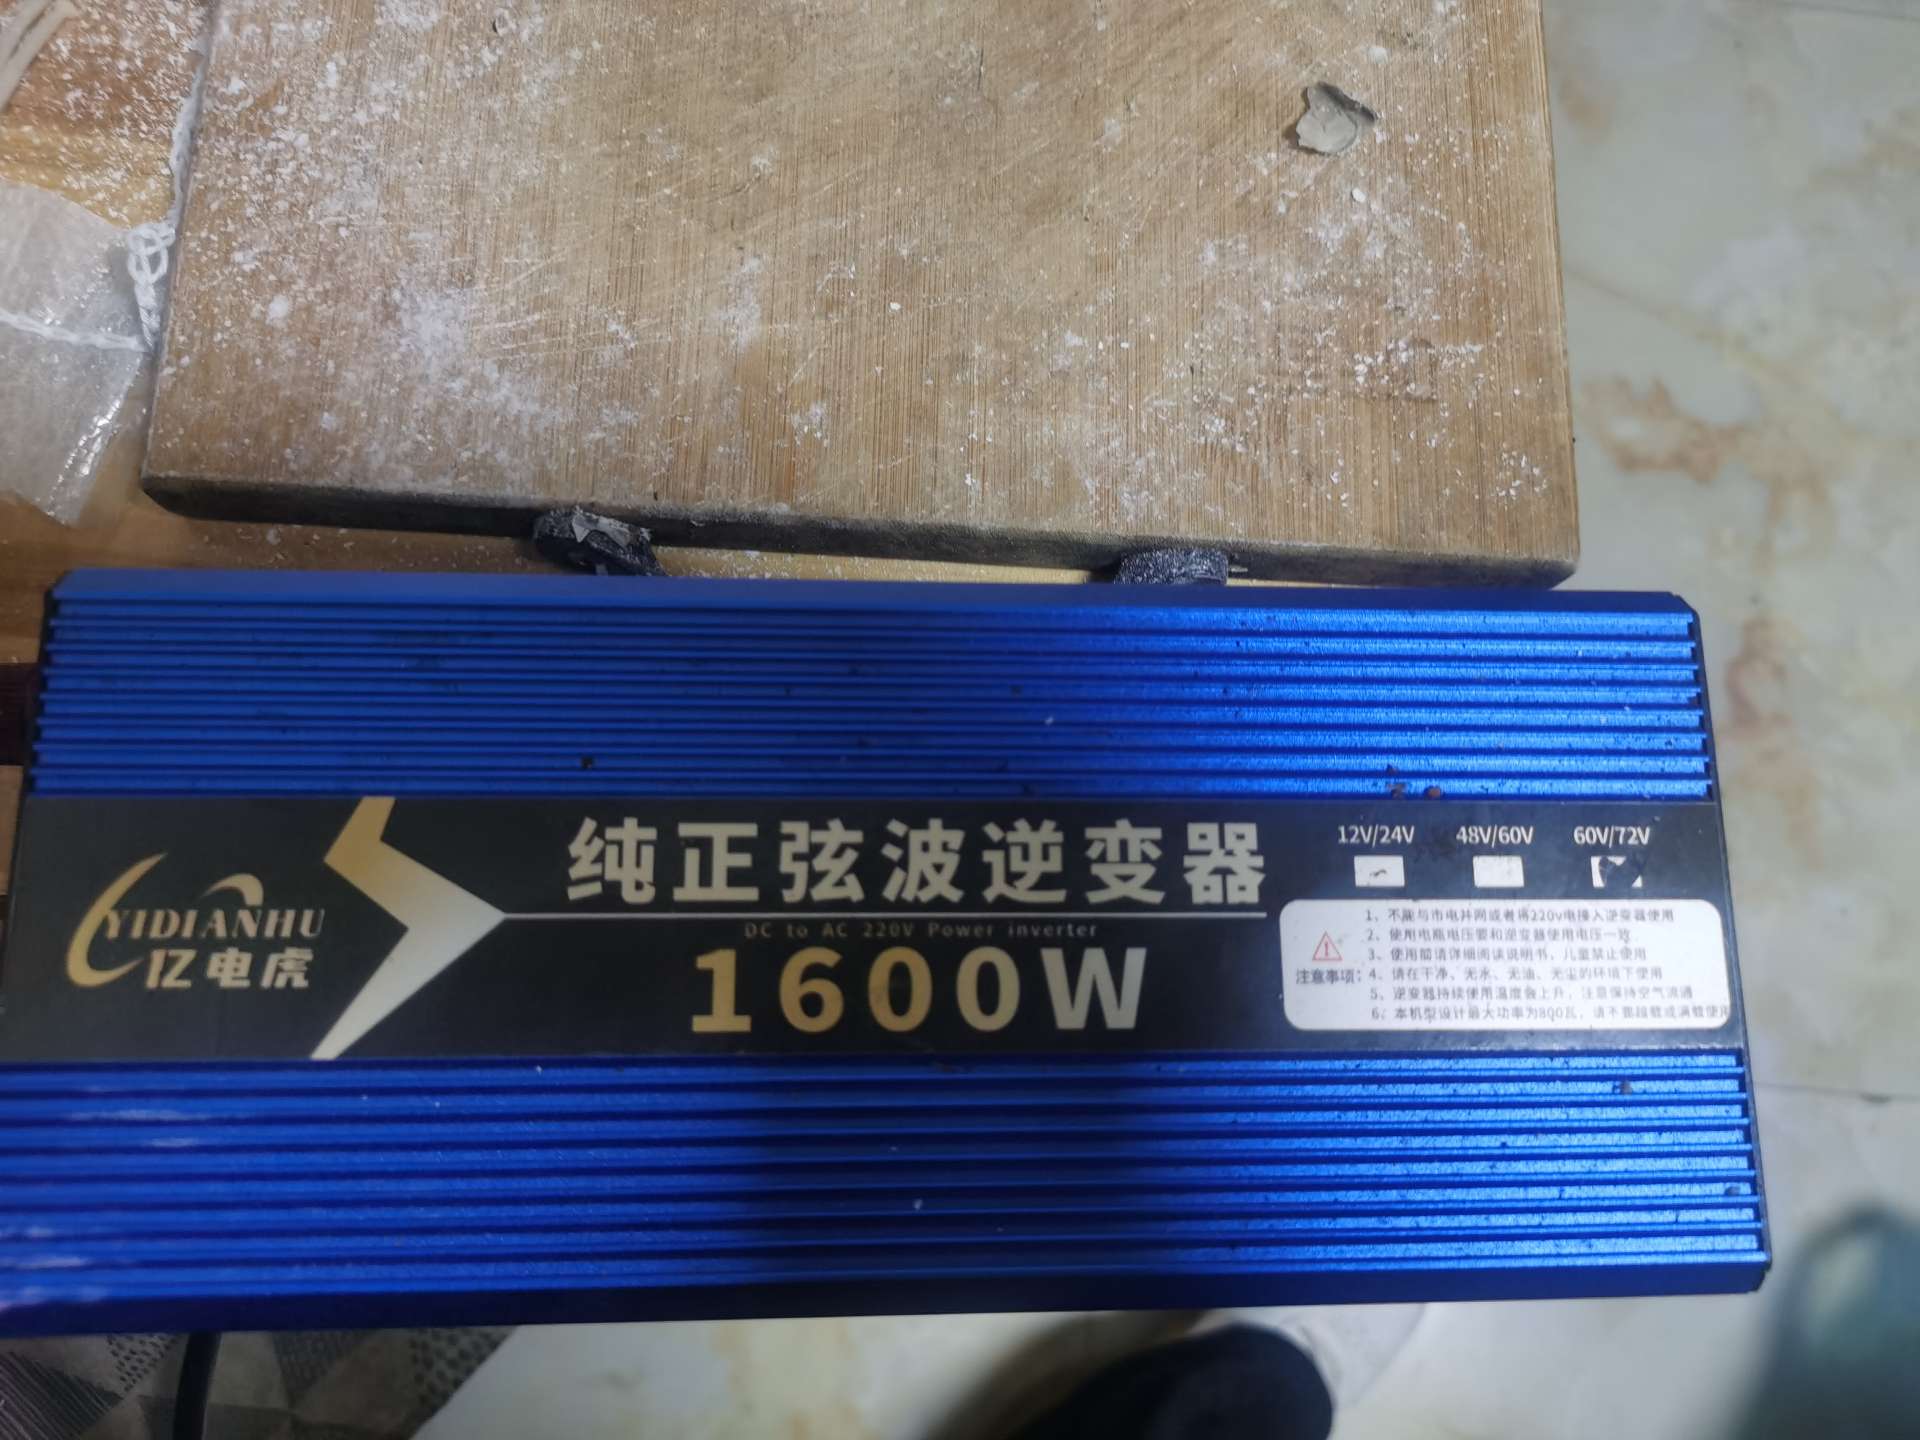 YIDIANHU
亿电虎
纯正弦波逆变器
DC to AC 220V Power inverter
1600W
12V/24V 48V/60V 60V/72V
注意事项:
1、不能与市电并网或者将220v电接入逆变器使用
2、使用电瓶电压要和逆变器使用电压一致
3、使用前请详细阅读说明书，儿童禁止使用
4、请在干净、无水、无油、无尘的环境下使用
5、逆变器持续使用温度会上升，注意保持空气流通
6：本机型设计最大功率为800瓦，请不要超载或满载使用